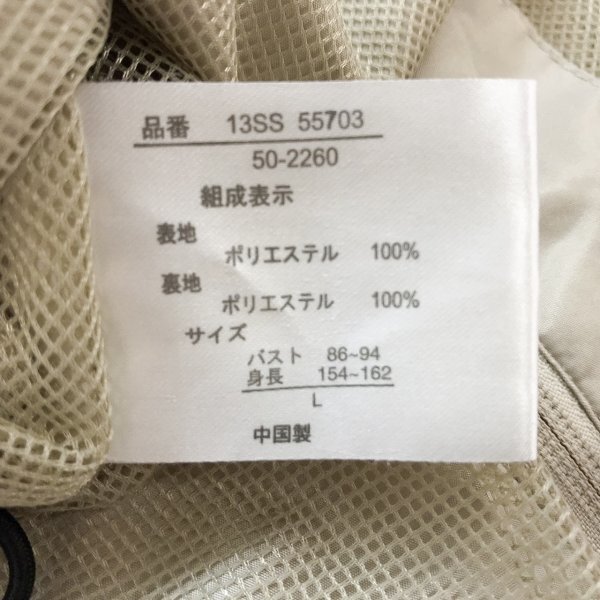 品番 13SS 55703
50-2260
組成表示
表地
ポリエステル 100%
裏地
ポリエステル 100%
サイズ
バスト 86~94
身長 154~162
L
中国製